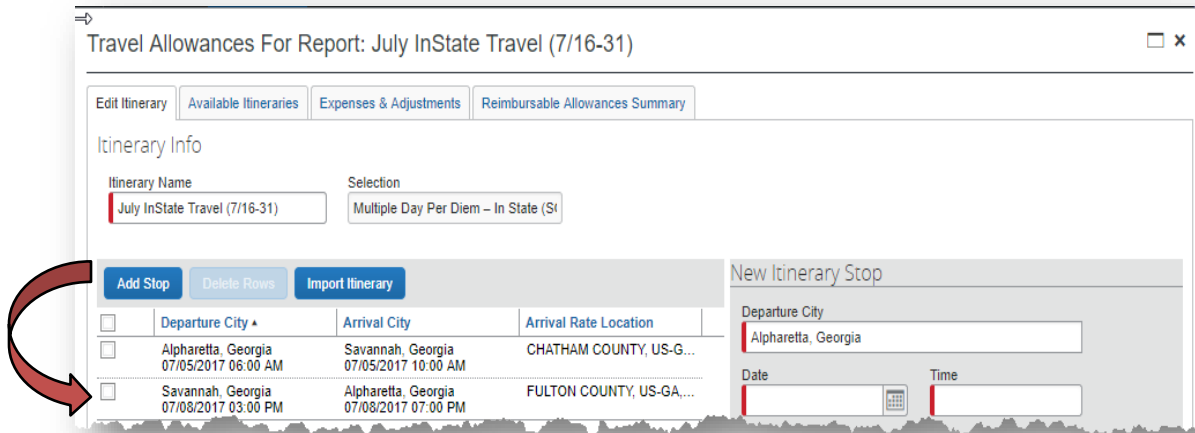 Travel Allowances For Report: July InState Travel (7/16-31)
Edit Itinerary Available Itineraries Expenses & Adjustments Reimbursable Allowances Summary
Itinerary Info
Itinerary Name Selection
July InState Travel (7/16-31) Multiple Day Per Diem – In State (S
Add Stop Delete Rows Import Itinerary
Departure City Arrival City Arrival Rate Location
Alpharetta, Georgia Savannah, Georgia CHATHAM COUNTY, US-G...
07/05/2017 06:00 AM 07/05/2017 10:00 AM
Savannah, Georgia Alpharetta, Georgia FULTON COUNTY, US-GA,...
07/08/2017 03:00 PM 07/08/2017 07:00 PM
New Itinerary Stop
Departure City
Alpharetta, Georgia
Date Time